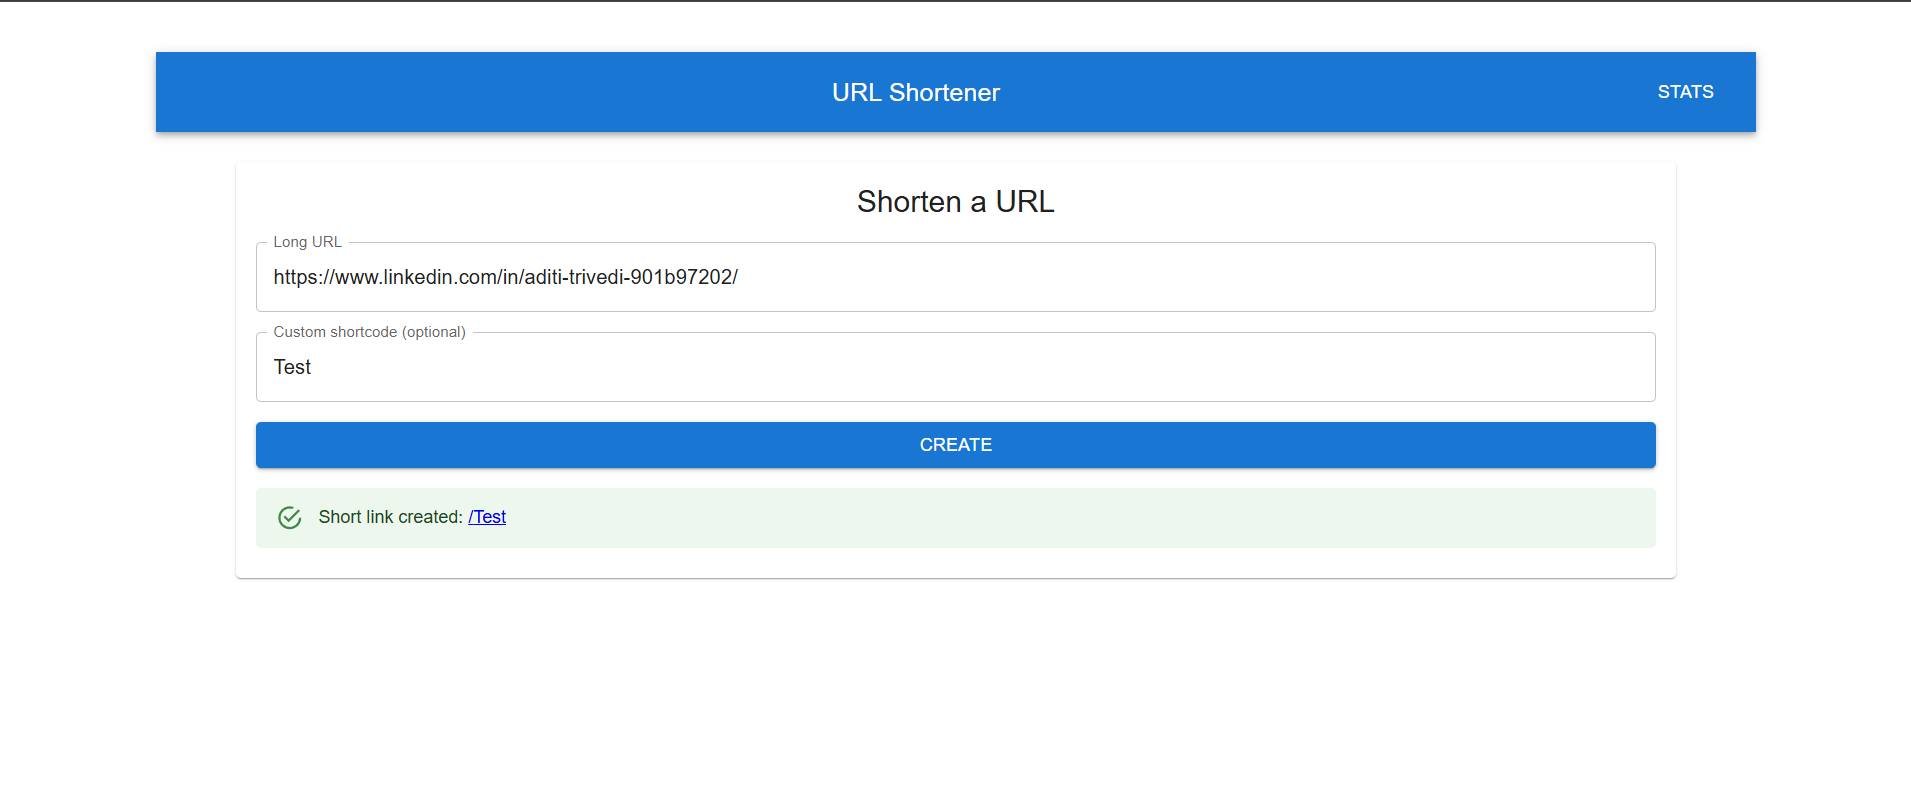 URL Shortener
STATS
Shorten a URL
Long URL
https://www.linkedin.com/in/aditi-trivedi-901b97202/
Custom shortcode (optional)
Test
CREATE
Short link created: /Test